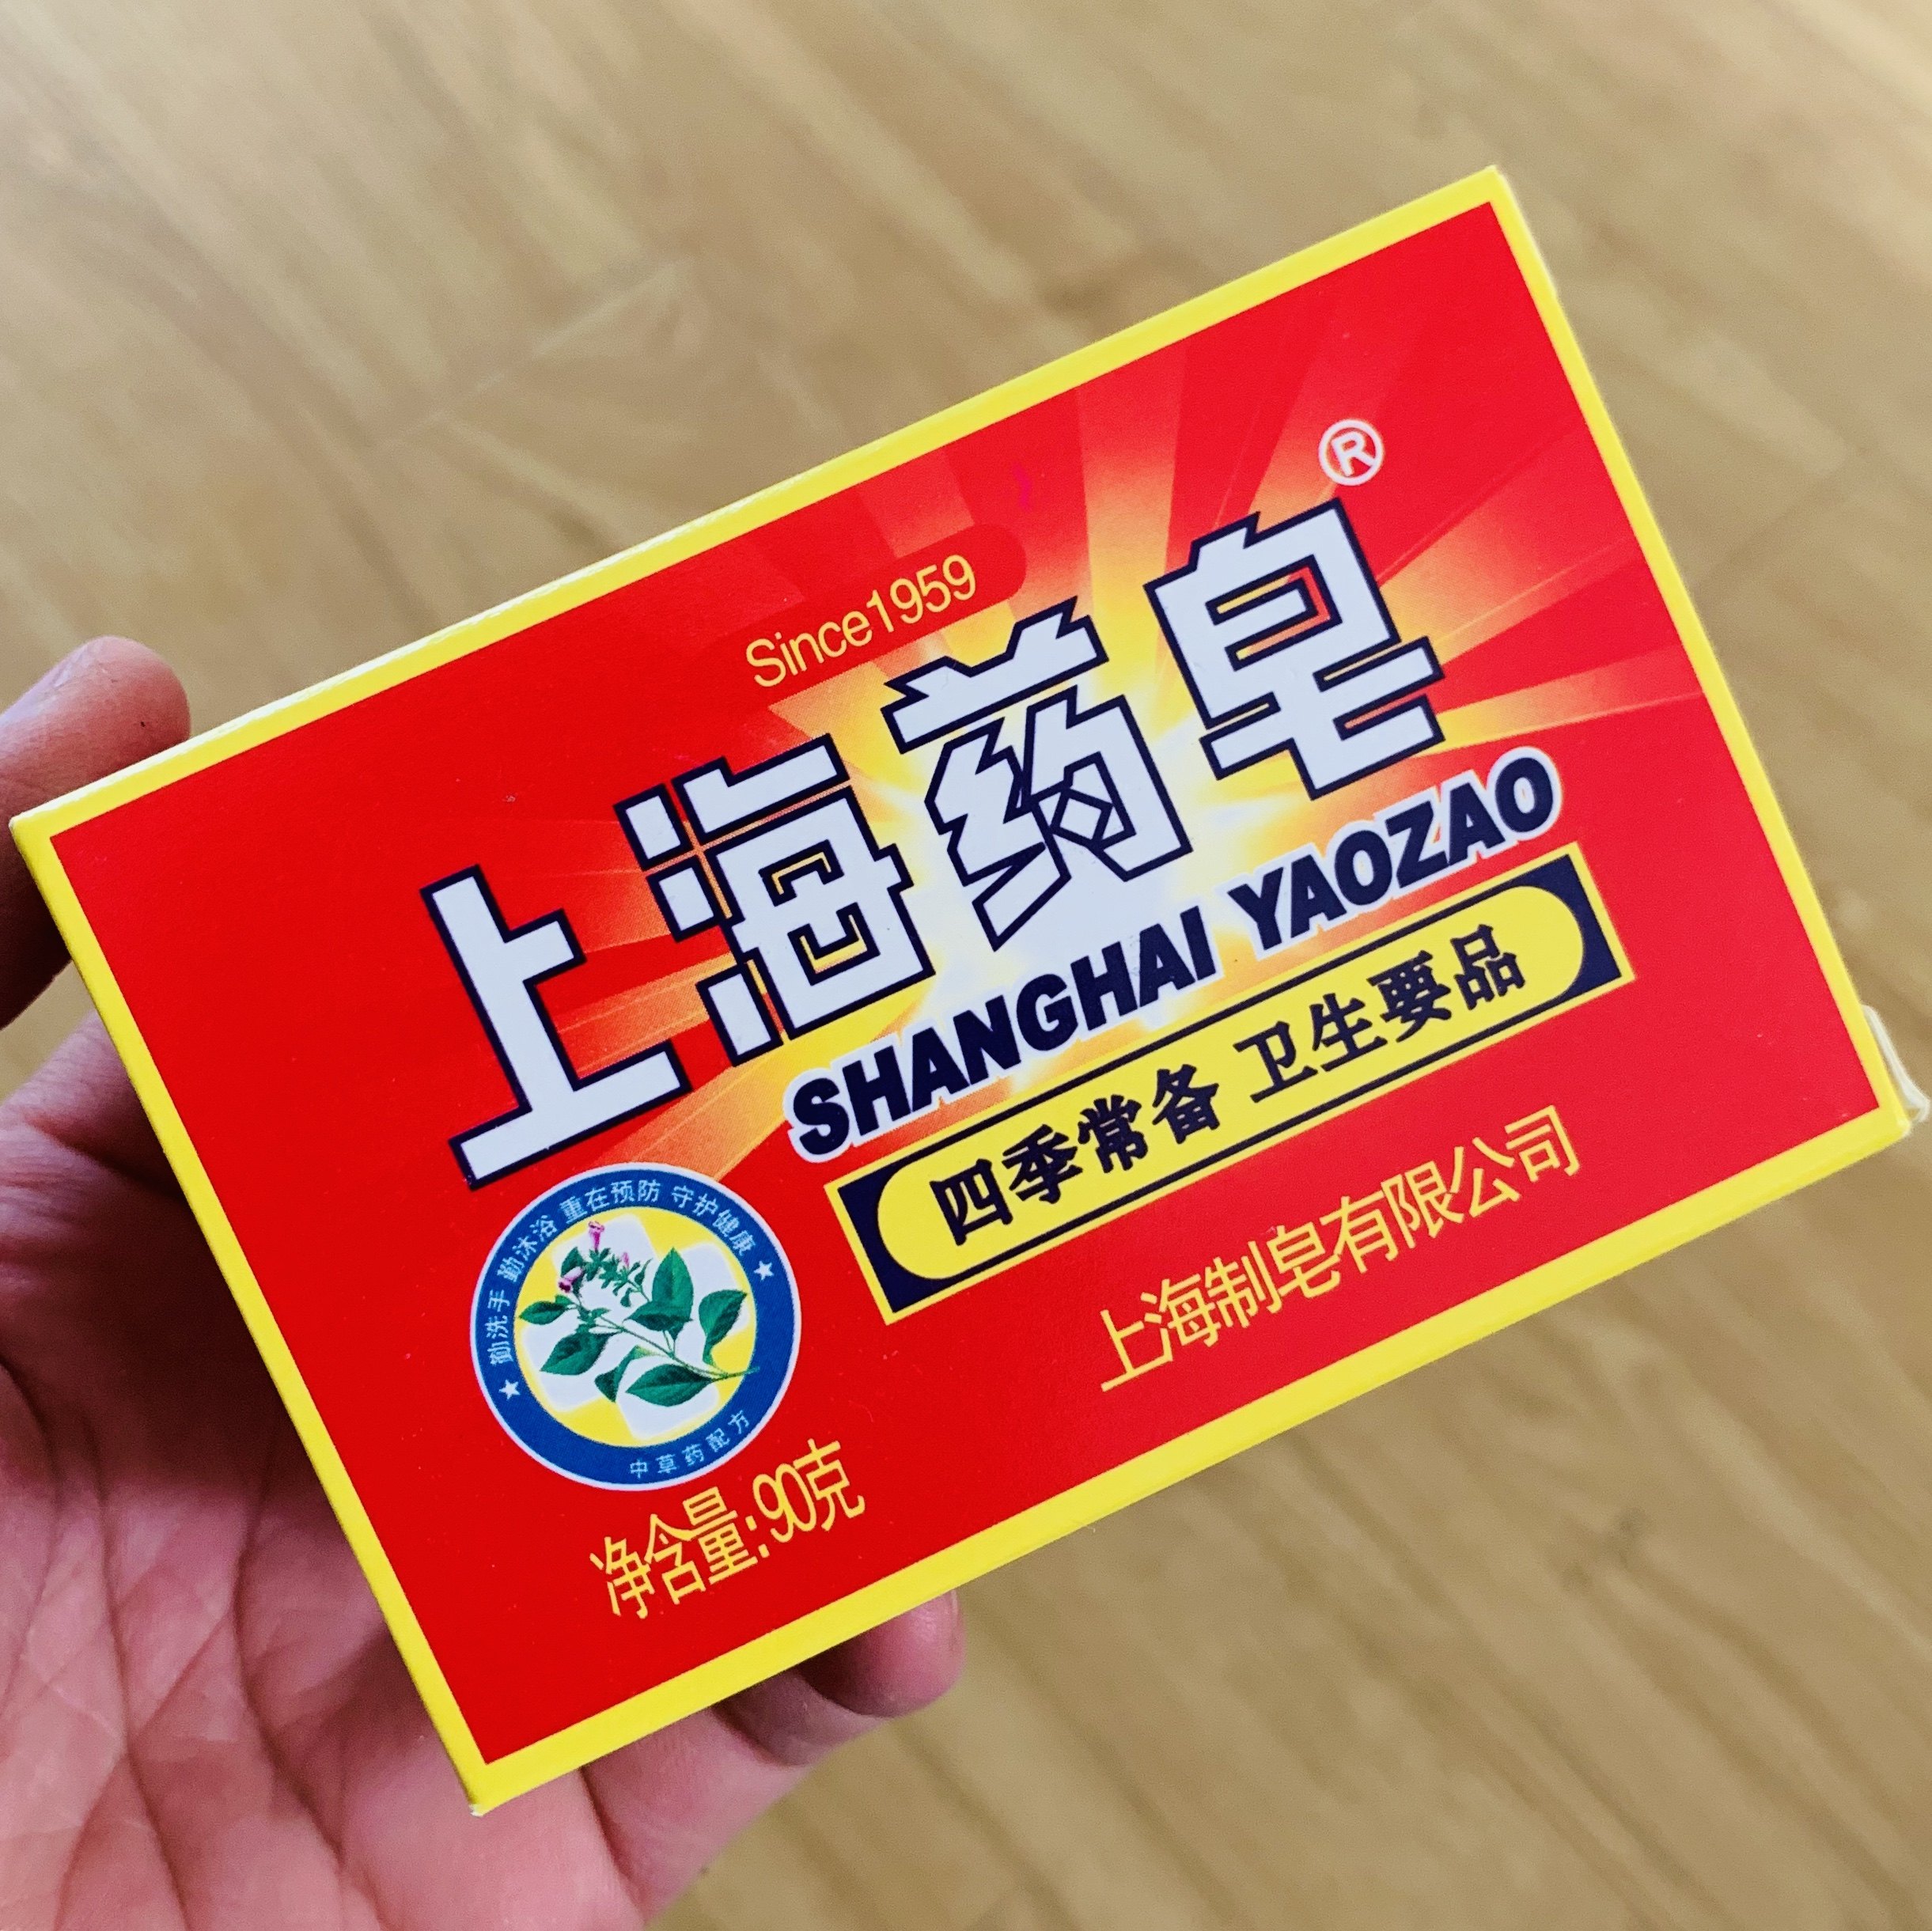 ®
Since1959
上海药皂
SHANGHAI YAOZAO
四季常备 卫生要品
上海制皂有限公司
勤洗手 勤沐浴 重在预防 守护健康
中草药配方
净含量:90克